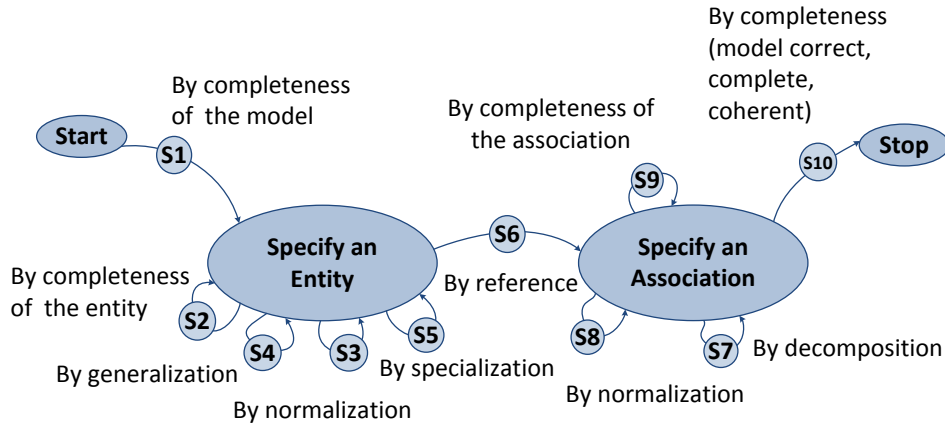 By completeness
(model correct,
complete,
coherent)
By completeness
of the model
By completeness of
the association
Start
S1
S10
Stop
S9
Specify an
Entity
S6
Specify an
Association
By completeness
of the entity
By reference
S2
S4
S3
S5
S8
S7
By generalization
By specialization
By decomposition
By normalization
By normalization